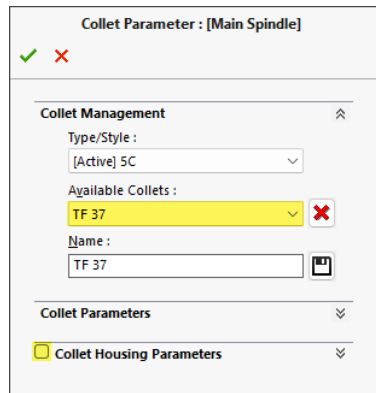 Collet Parameter : [Main Spindle]
Collet Management
Type/Style :
[Active] 5C
Available Collets :
TF 37
Name :
TF 37
Collet Parameters
Collet Housing Parameters